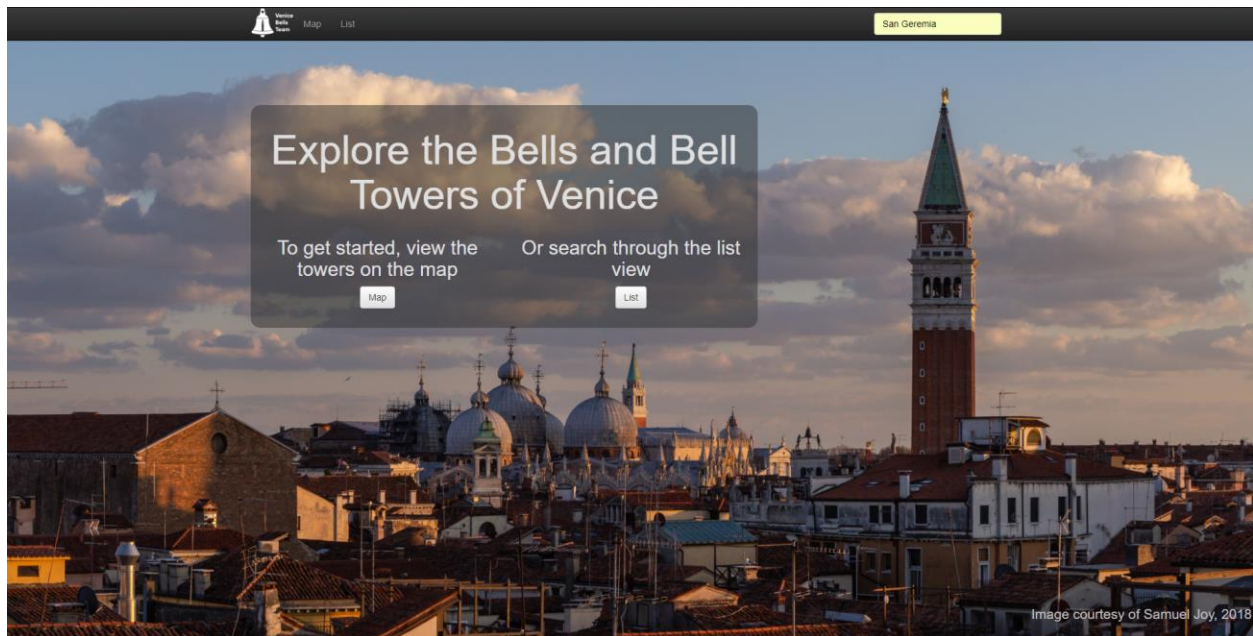 Venice
Bells
Team
Map
List
San Geremia
Explore the Bells and Bell
Towers of Venice
To get started, view the
towers on the map
Or search through the list
view
Map
List
Image courtesy of Samuel Joy, 2018